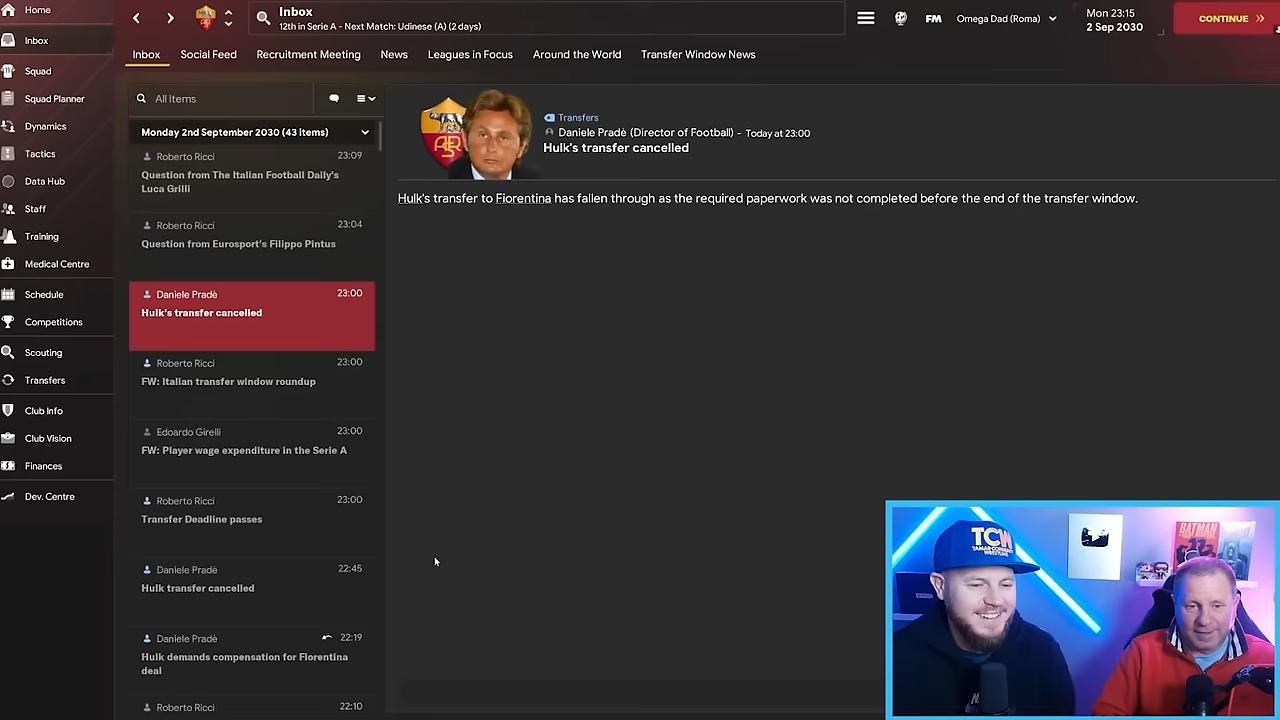 Home
Inbox
Squad
Squad Planner
Dynamics
Tactics
Data Hub
Staff
Training
Medical Centre
Schedule
Competitions
Scouting
Transfers
Club Info
Club Vision
Finances
Dev. Centre
Inbox
12th in Serie A - Next Match: Udinese (A) (2 days)
FM
Omega Dad (Roma)
Mon 23:15
2 Sep 2030
CONTINUE
Inbox Social Feed Recruitment Meeting News Leagues in Focus Around the World Transfer Window News
All Items
Monday 2nd September 2030 (43 items)
Roberto Ricci 23:09
Question from The Italian Football Daily's
Luca Grilli
Roberto Ricci 23:04
Question from Eurosport's Filippo Pintus
Daniele Pradè 23:00
Hulk's transfer cancelled
Roberto Ricci 23:00
FW: Italian transfer window roundup
Edoardo Girelli 23:00
FW: Player wage expenditure in the Serie A
Roberto Ricci 23:00
Transfer Deadline passes
Daniele Pradè 22:45
Hulk transfer cancelled
Daniele Pradè 22:19
Hulk demands compensation for Fiorentina
deal
Roberto Ricci 22:10
Transfers
Daniele Pradè (Director of Football) - Today at 23:00
Hulk's transfer cancelled
Hulk's transfer to Fiorentina has fallen through as the required paperwork was not completed before the end of the transfer window.
TCW
BATMAN